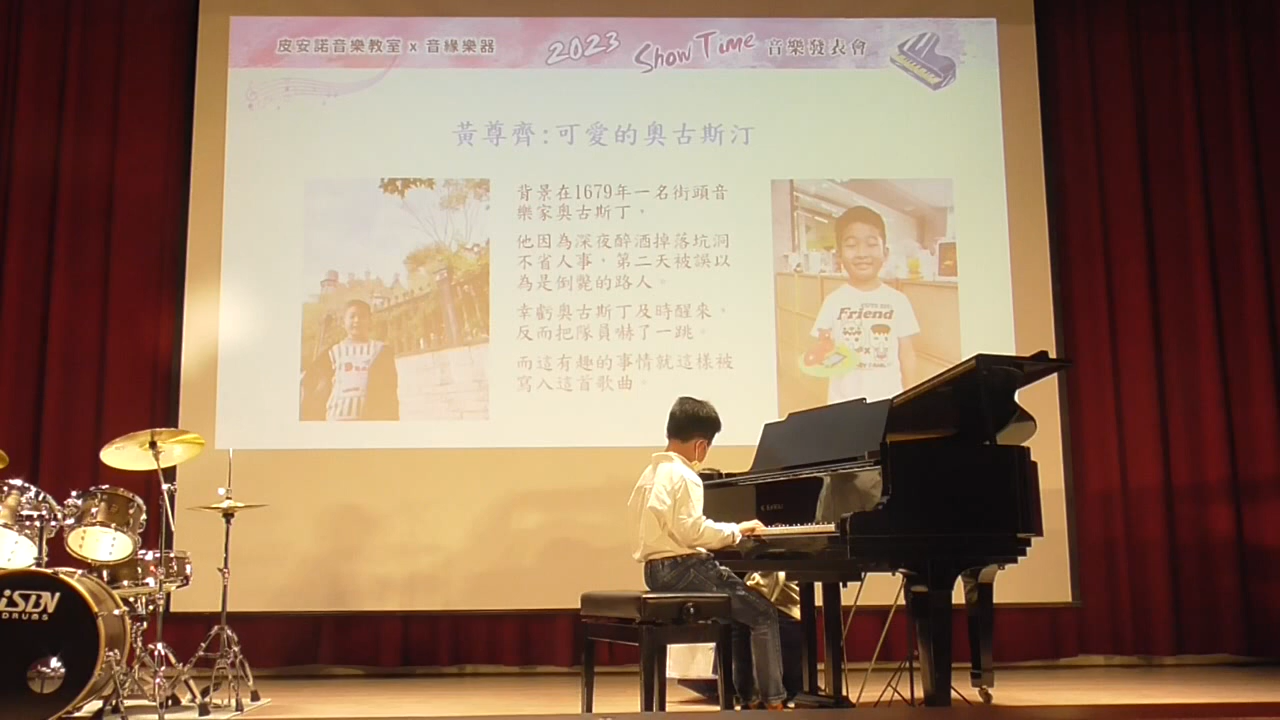 皮安諾音樂教室 x 音緣樂器 2023 Show Time 音樂發表會
黃尊齊:可愛的奧古斯汀
背景在1679年一名街頭音
樂家奧古斯丁，
他因為深夜醉酒掉落坑洞
不省人事，第二天被誤以
為是倒斃的路人。
幸虧奧古斯丁及時醒來，
反而把隊員嚇了一跳。
而這有趣的事情就這樣被
寫入這首歌曲。
Friend
KAWAI
iSDN
DRUMS